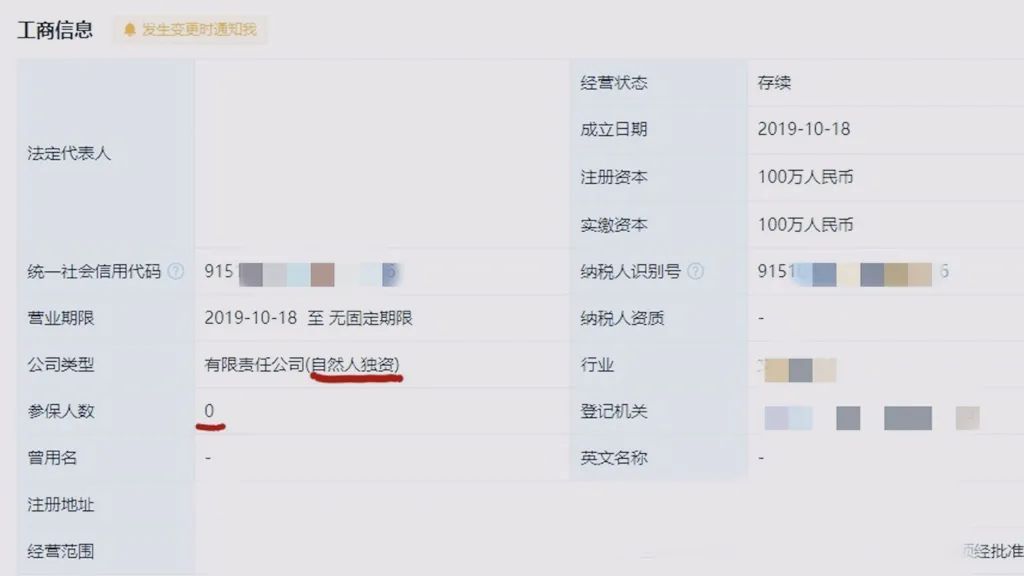 工商信息 发生变更时通知我
法定代表人
经营状态 存续
成立日期 2019-10-18
注册资本 100万人民币
实缴资本 100万人民币
统一社会信用代码 ? 915
纳税人识别号 ? 9151 6
营业期限 2019-10-18 至 无固定期限
纳税人资质 -
公司类型 有限责任公司(自然人独资)
行业
参保人数 0
登记机关
曾用名 -
英文名称 -
注册地址
经营范围 经批准